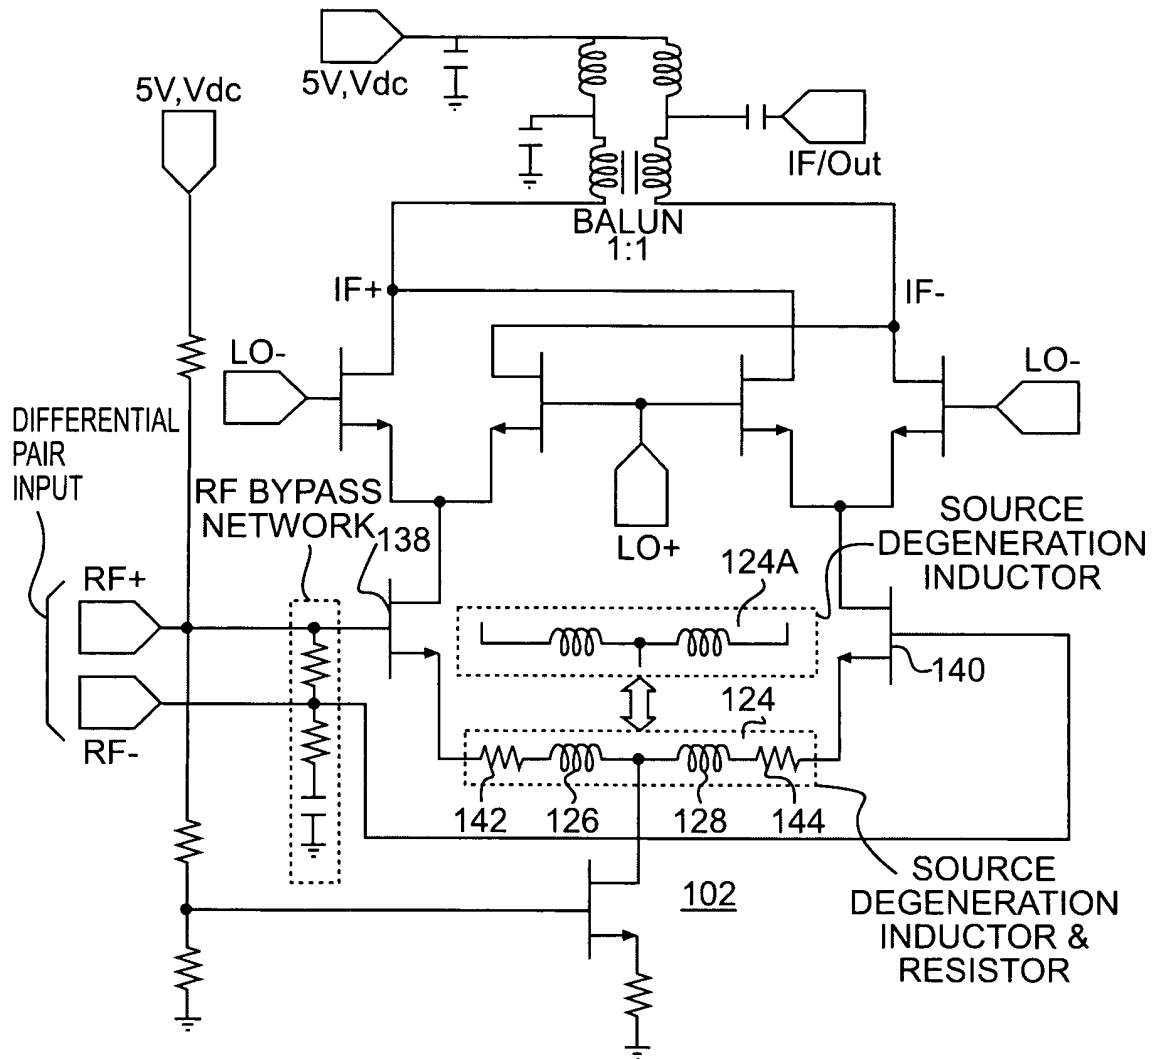 5V,Vdc
5V,Vdc
IF/Out
BALUN
1:1
IF+
IF-
LO-
LO-
DIFFERENTIAL
PAIR
INPUT
RF BYPASS
NETWORK
138
LO+
SOURCE
DEGENERATION
INDUCTOR
124A
RF+
140
RF-
124
142
126
128
144
102
SOURCE
DEGENERATION
INDUCTOR &
RESISTOR